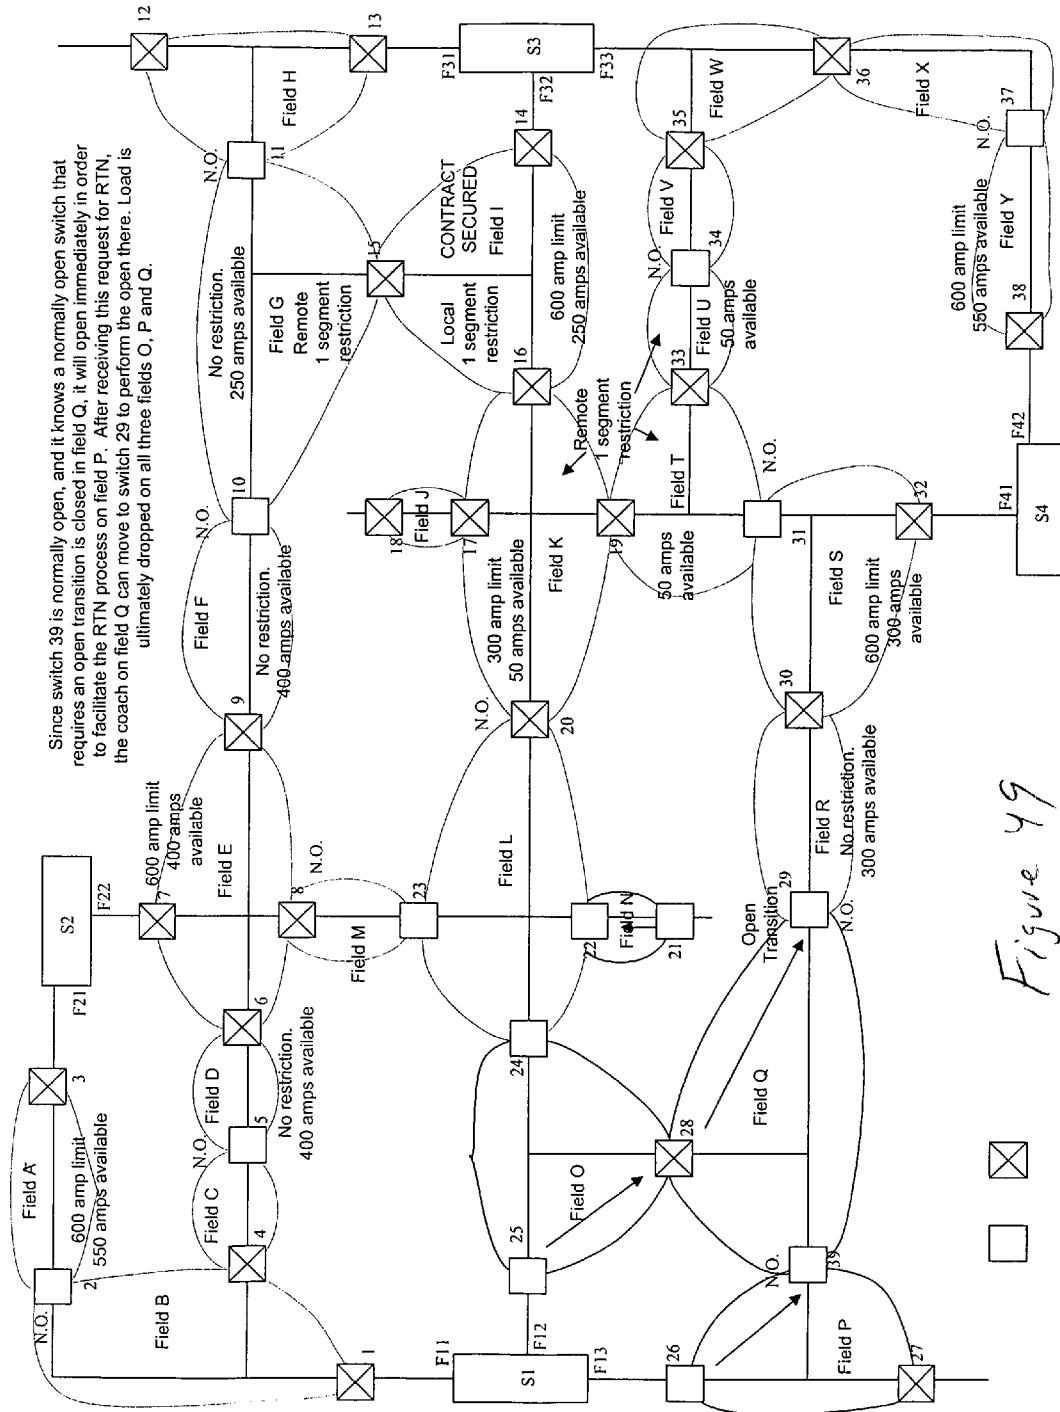 Since switch 39 is normally open, and it knows a normally open switch that
requires an open transition is closed in field Q, it will open immediately in order
to facilitate the RTN process on field P. After receiving this request for RTN,
the coach on field Q can move to switch 29 to perform the open there. Load is
ultimately dropped on all three fields O, P and Q.
12
13
F31
S3
F33
F32
Field H
N.O.
11
14
CONTRACT
SECURED
Field I
15
No restriction.
250 amps available
Field G
Remote
1 segment
restriction
Local
1 segment
restriction
600 amp limit
250 amps available
16
Remote
1 segment
restriction
N.O.
10
Field F
No restriction.
400 amps available
9
18
Field J
17
19
Field K
300 amp limit
50 amps available
N.O.
20
35
Field W
36
Field X
37
N.O.
Field V
N.O.
34
Field U
50 amps
available
33
Field T
N.O.
31
50 amps
available
600 amp limit
550 amps available
Field Y
38
F42
F41
S4
32
Field S
600 amp limit
300 amps
available
30
S2
F22
F21
600 amp limit
400 amps
available
7
Field E
N.O.
8
Field M
23
Field L
22
Field N
21
Open
Transition
29
N.O.
Field R
No restriction.
300 amps available
3
Field A
600 amp limit
550 amps available
N.O.
2
6
Field D
N.O.
5
No restriction.
400 amps available
Field C
4
Field B
1
24
25
Field O
28
Field Q
F11
S1
F12
F13
26
N.O.
39
Field P
27
Figure 49